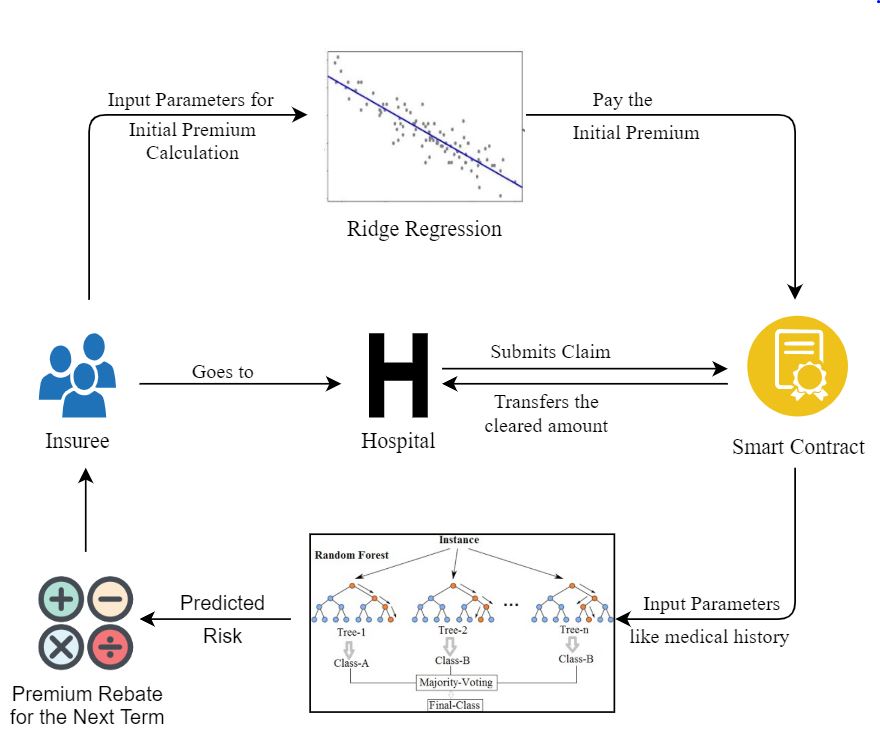 Input Parameters for
Initial Premium
Calculation
Pay the
Initial Premium
Ridge Regression
Goes to
Submits Claim
Transfers the
cleared amount
Insuree
Hospital
Smart Contract
H
Instance
Random Forest
...
Tree-1
Tree-2
Tree-n
Class-A
Class-B
Class-B
Majority-Voting
Final-Class
Input Parameters
like medical history
Predicted
Risk
Premium Rebate
for the Next Term